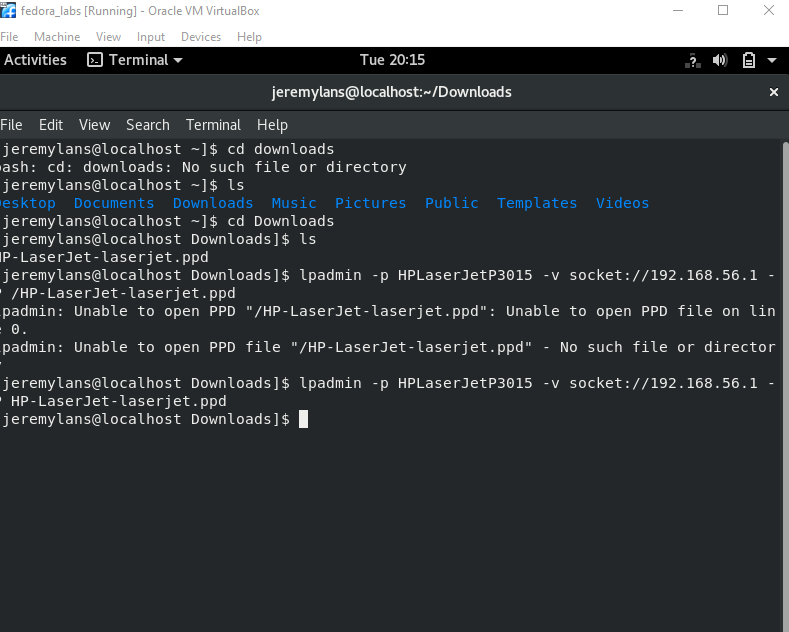 fedora_labs [Running] - Oracle VM VirtualBox
File Machine View Input Devices Help
Activities Terminal Tue 20:15 ?
jeremylans@localhost:~/Downloads
File Edit View Search Terminal Help
jeremylans@localhost ~]$ cd downloads
bash: cd: downloads: No such file or directory
jeremylans@localhost ~]$ ls
Desktop Documents Downloads Music Pictures Public Templates Videos
jeremylans@localhost ~]$ cd Downloads
jeremylans@localhost Downloads]$ ls
HP-LaserJet-laserjet.ppd
jeremylans@localhost Downloads]$ lpadmin -p HPLaserJetP3015 -v socket://192.168.56.1 -
P /HP-LaserJet-laserjet.ppd
lpadmin: Unable to open PPD "/HP-LaserJet-laserjet.ppd": Unable to open PPD file on lin
e 0.
lpadmin: Unable to open PPD file "/HP-LaserJet-laserjet.ppd" - No such file or director
y
jeremylans@localhost Downloads]$ lpadmin -p HPLaserJetP3015 -v socket://192.168.56.1 -
P HP-LaserJet-laserjet.ppd
jeremylans@localhost Downloads]$